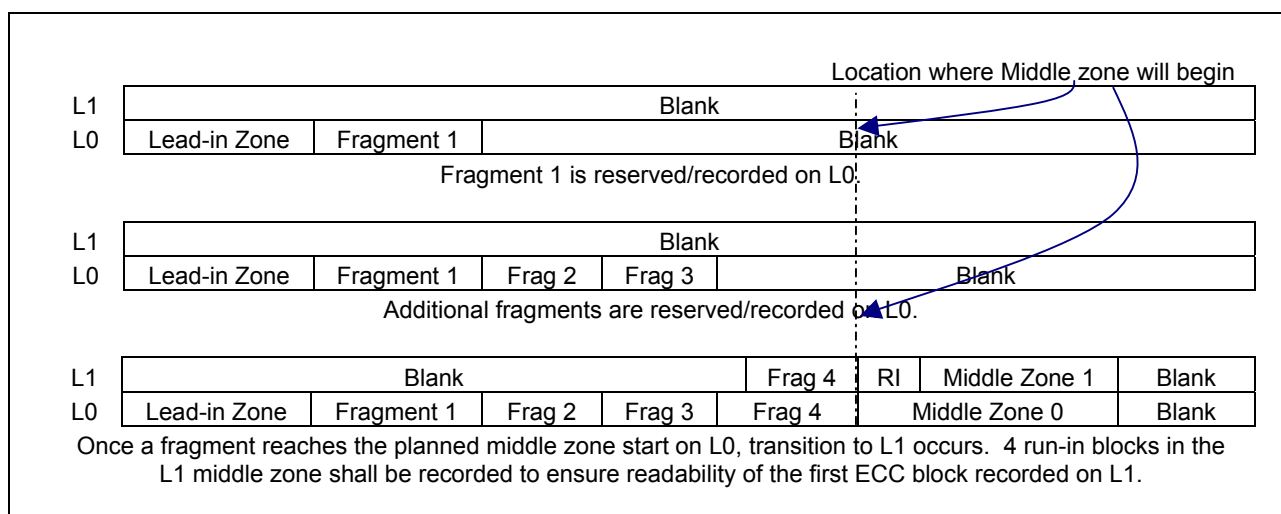 Location where Middle zone will begin
L1 Blank
L0 Lead-in Zone Fragment 1 Blank
Fragment 1 is reserved/recorded on L0.
L1 Blank
L0 Lead-in Zone Fragment 1 Frag 2 Frag 3 Blank
Additional fragments are reserved/recorded on L0.
L1 Blank Frag 4 RI Middle Zone 1 Blank
L0 Lead-in Zone Fragment 1 Frag 2 Frag 3 Frag 4 Middle Zone 0 Blank
Once a fragment reaches the planned middle zone start on L0, transition to L1 occurs. 4 run-in blocks in the
L1 middle zone shall be recorded to ensure readability of the first ECC block recorded on L1.